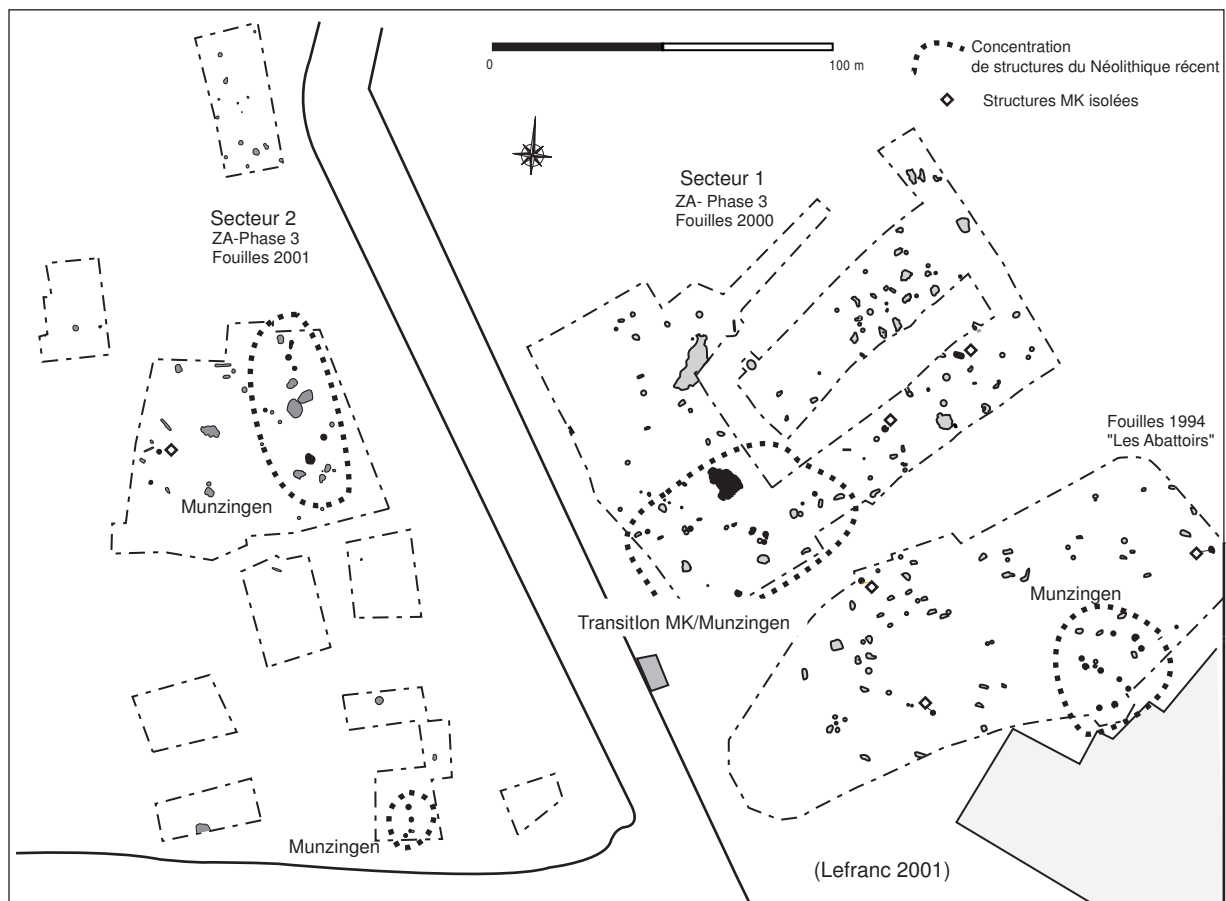 0
100 m
Concentration
de structures du Néolithique récent
Structures MK isolées
Secteur 1
ZA- Phase 3
Fouilles 2000
Secteur 2
ZA-Phase 3
Fouilles 2001
Fouilles 1994
"Les Abattoirs"
Munzingen
Munzingen
TransitIon MK/Munzingen
Munzingen
(Lefranc 2001)